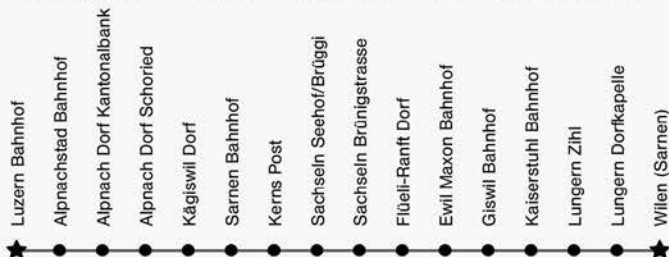 Luzern Bahnhof
Alpnachstad Bahnhof
Alpnach Dorf Kantonalbank
Alpnach Dorf Schoried
Kägiswil Dorf
Sarnen Bahnhof
Kerns Post
Sachseln Seehof/Brüggi
Sachseln Brünigstrasse
Flüeli-Ranft Dorf
Ewil Maxon Bahnhof
Giswil Bahnhof
Kaiserstuhl Bahnhof
Lungern Zihl
Lungern Dorfkapelle
Wilen (Sarnen)